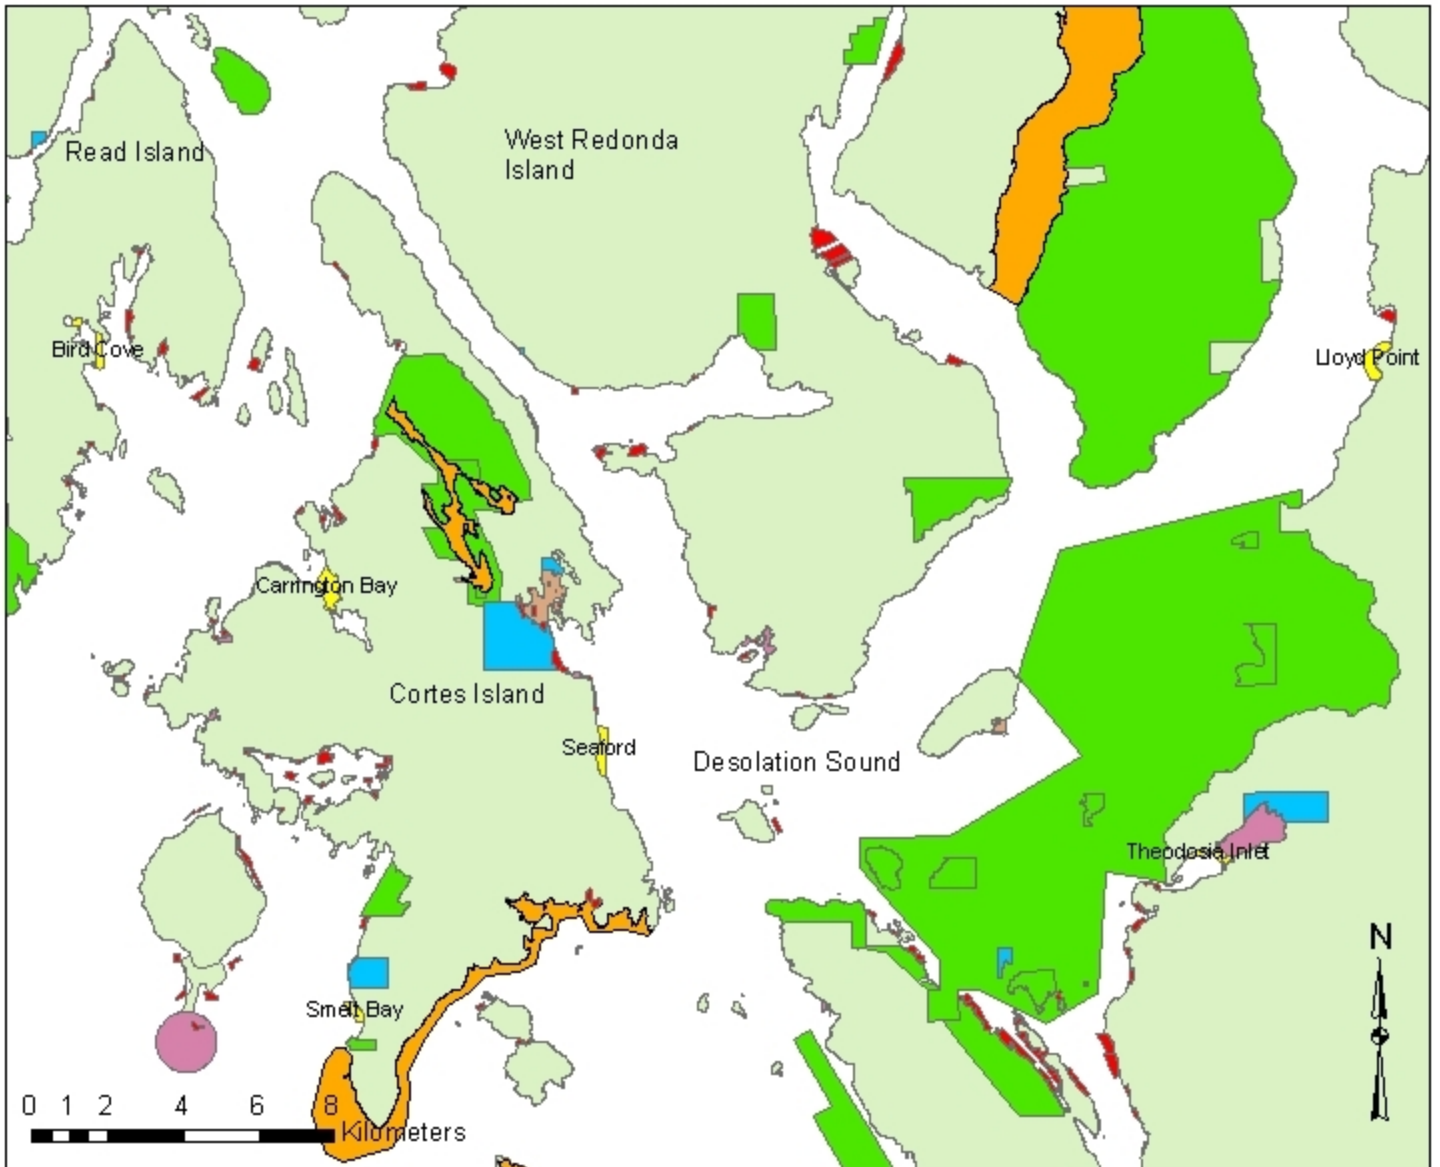 West Redonda
Island
Read Island
Bird Cove
Lloyd Point
Carrington Bay
Cortes Island
Seaford
Desolation Sound
Theodosia Inlet
N
Smelt Bay
0 1 2 4 6 8
Kilometers